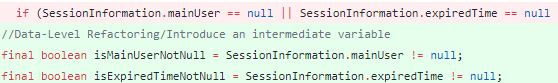 if (SessionInformation.mainUser == null || SessionInformation.expiredTime == null
//Data-Level Refactoring/Introduce an intermediate variable
final boolean isMainUserNotNull = SessionInformation.mainUser != null;
final boolean isExpiredTimeNotNull = SessionInformation.expiredTime != null;